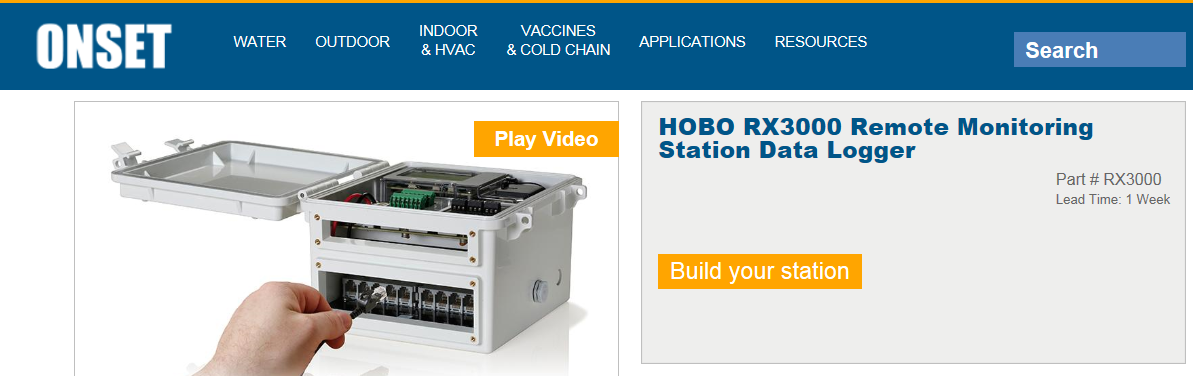 ONSET
WATER
OUTDOOR
INDOOR
& HVAC
VACCINES
& COLD CHAIN
APPLICATIONS
RESOURCES
Search
Play Video
HOBO RX3000 Remote Monitoring
Station Data Logger
Part # RX3000
Lead Time: 1 Week
Build your station